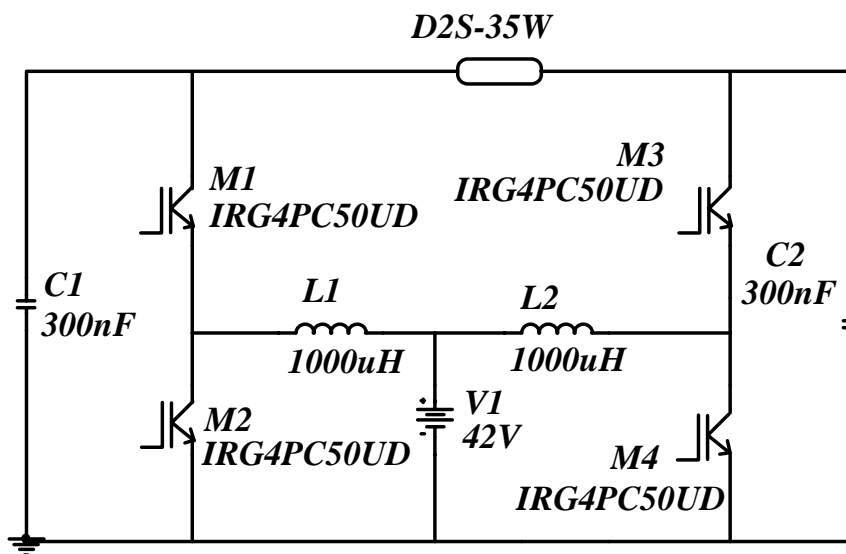 D2S-35W
M1
IRG4PC50UD
M3
IRG4PC50UD
C1
300nF
L1
1000uH
L2
1000uH
C2
300nF
M2
IRG4PC50UD
V1
42V
M4
IRG4PC50UD